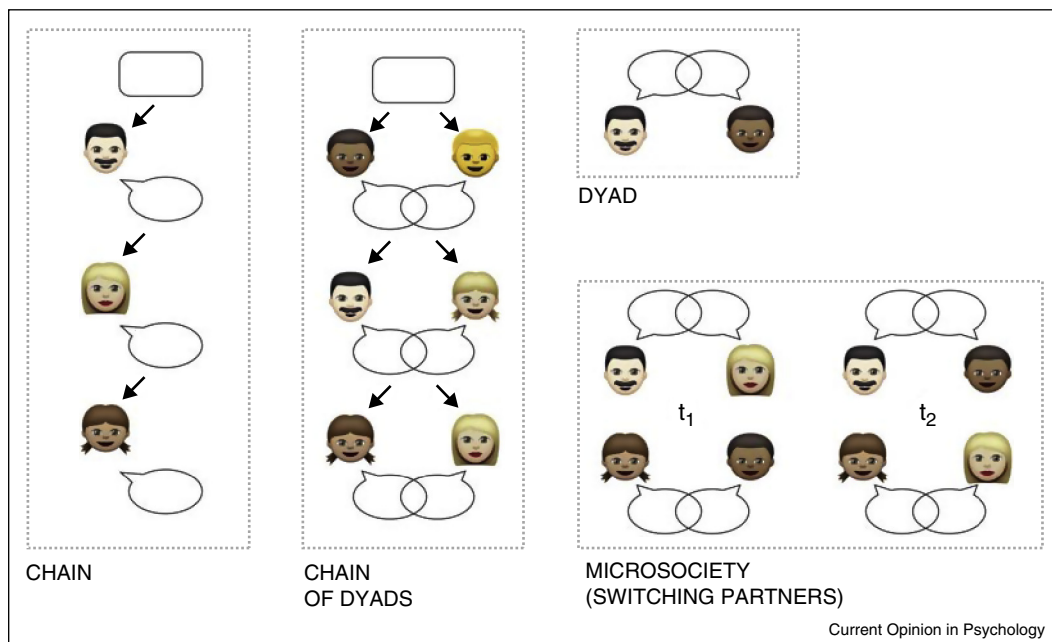 CHAIN
CHAIN
OF DYADS
DYAD
t₁
t₂
MICROSOCIETY
(SWITCHING PARTNERS)
Current Opinion in Psychology